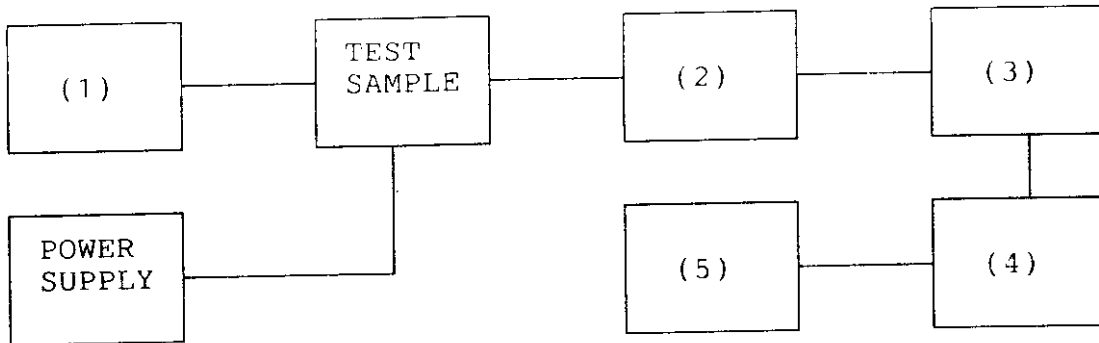 (1)
TEST
SAMPLE
(2)
(3)
POWER
SUPPLY
(5)
(4)